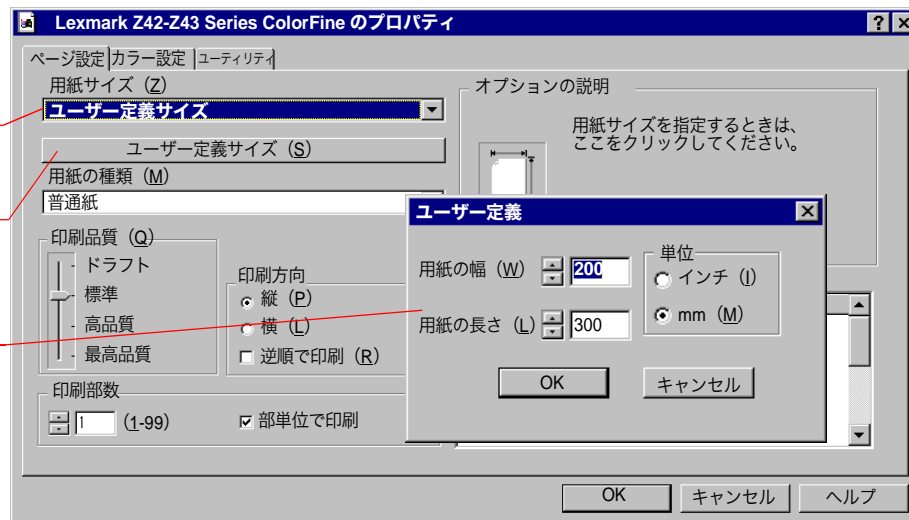 Lexmark Z42-Z43 Series ColorFine のプロパティ
ページ設定 カラー設定 ユーティリティ
用紙サイズ (Z)
ユーザー定義サイズ
ユーザー定義サイズ (S)
用紙の種類 (M)
普通紙
印刷品質 (Q)
ドラフト
標準
高品質
最高品質
印刷方向
縦 (P)
横 (L)
逆順で印刷 (R)
印刷部数
1 (1-99)
部単位で印刷
オプションの説明
用紙サイズを指定するときは、
ここをクリックしてください。
ユーザー定義
用紙の幅 (W) 200
用紙の長さ (L) 300
単位
インチ (I)
mm (M)
OK キャンセル
OK キャンセル ヘルプ